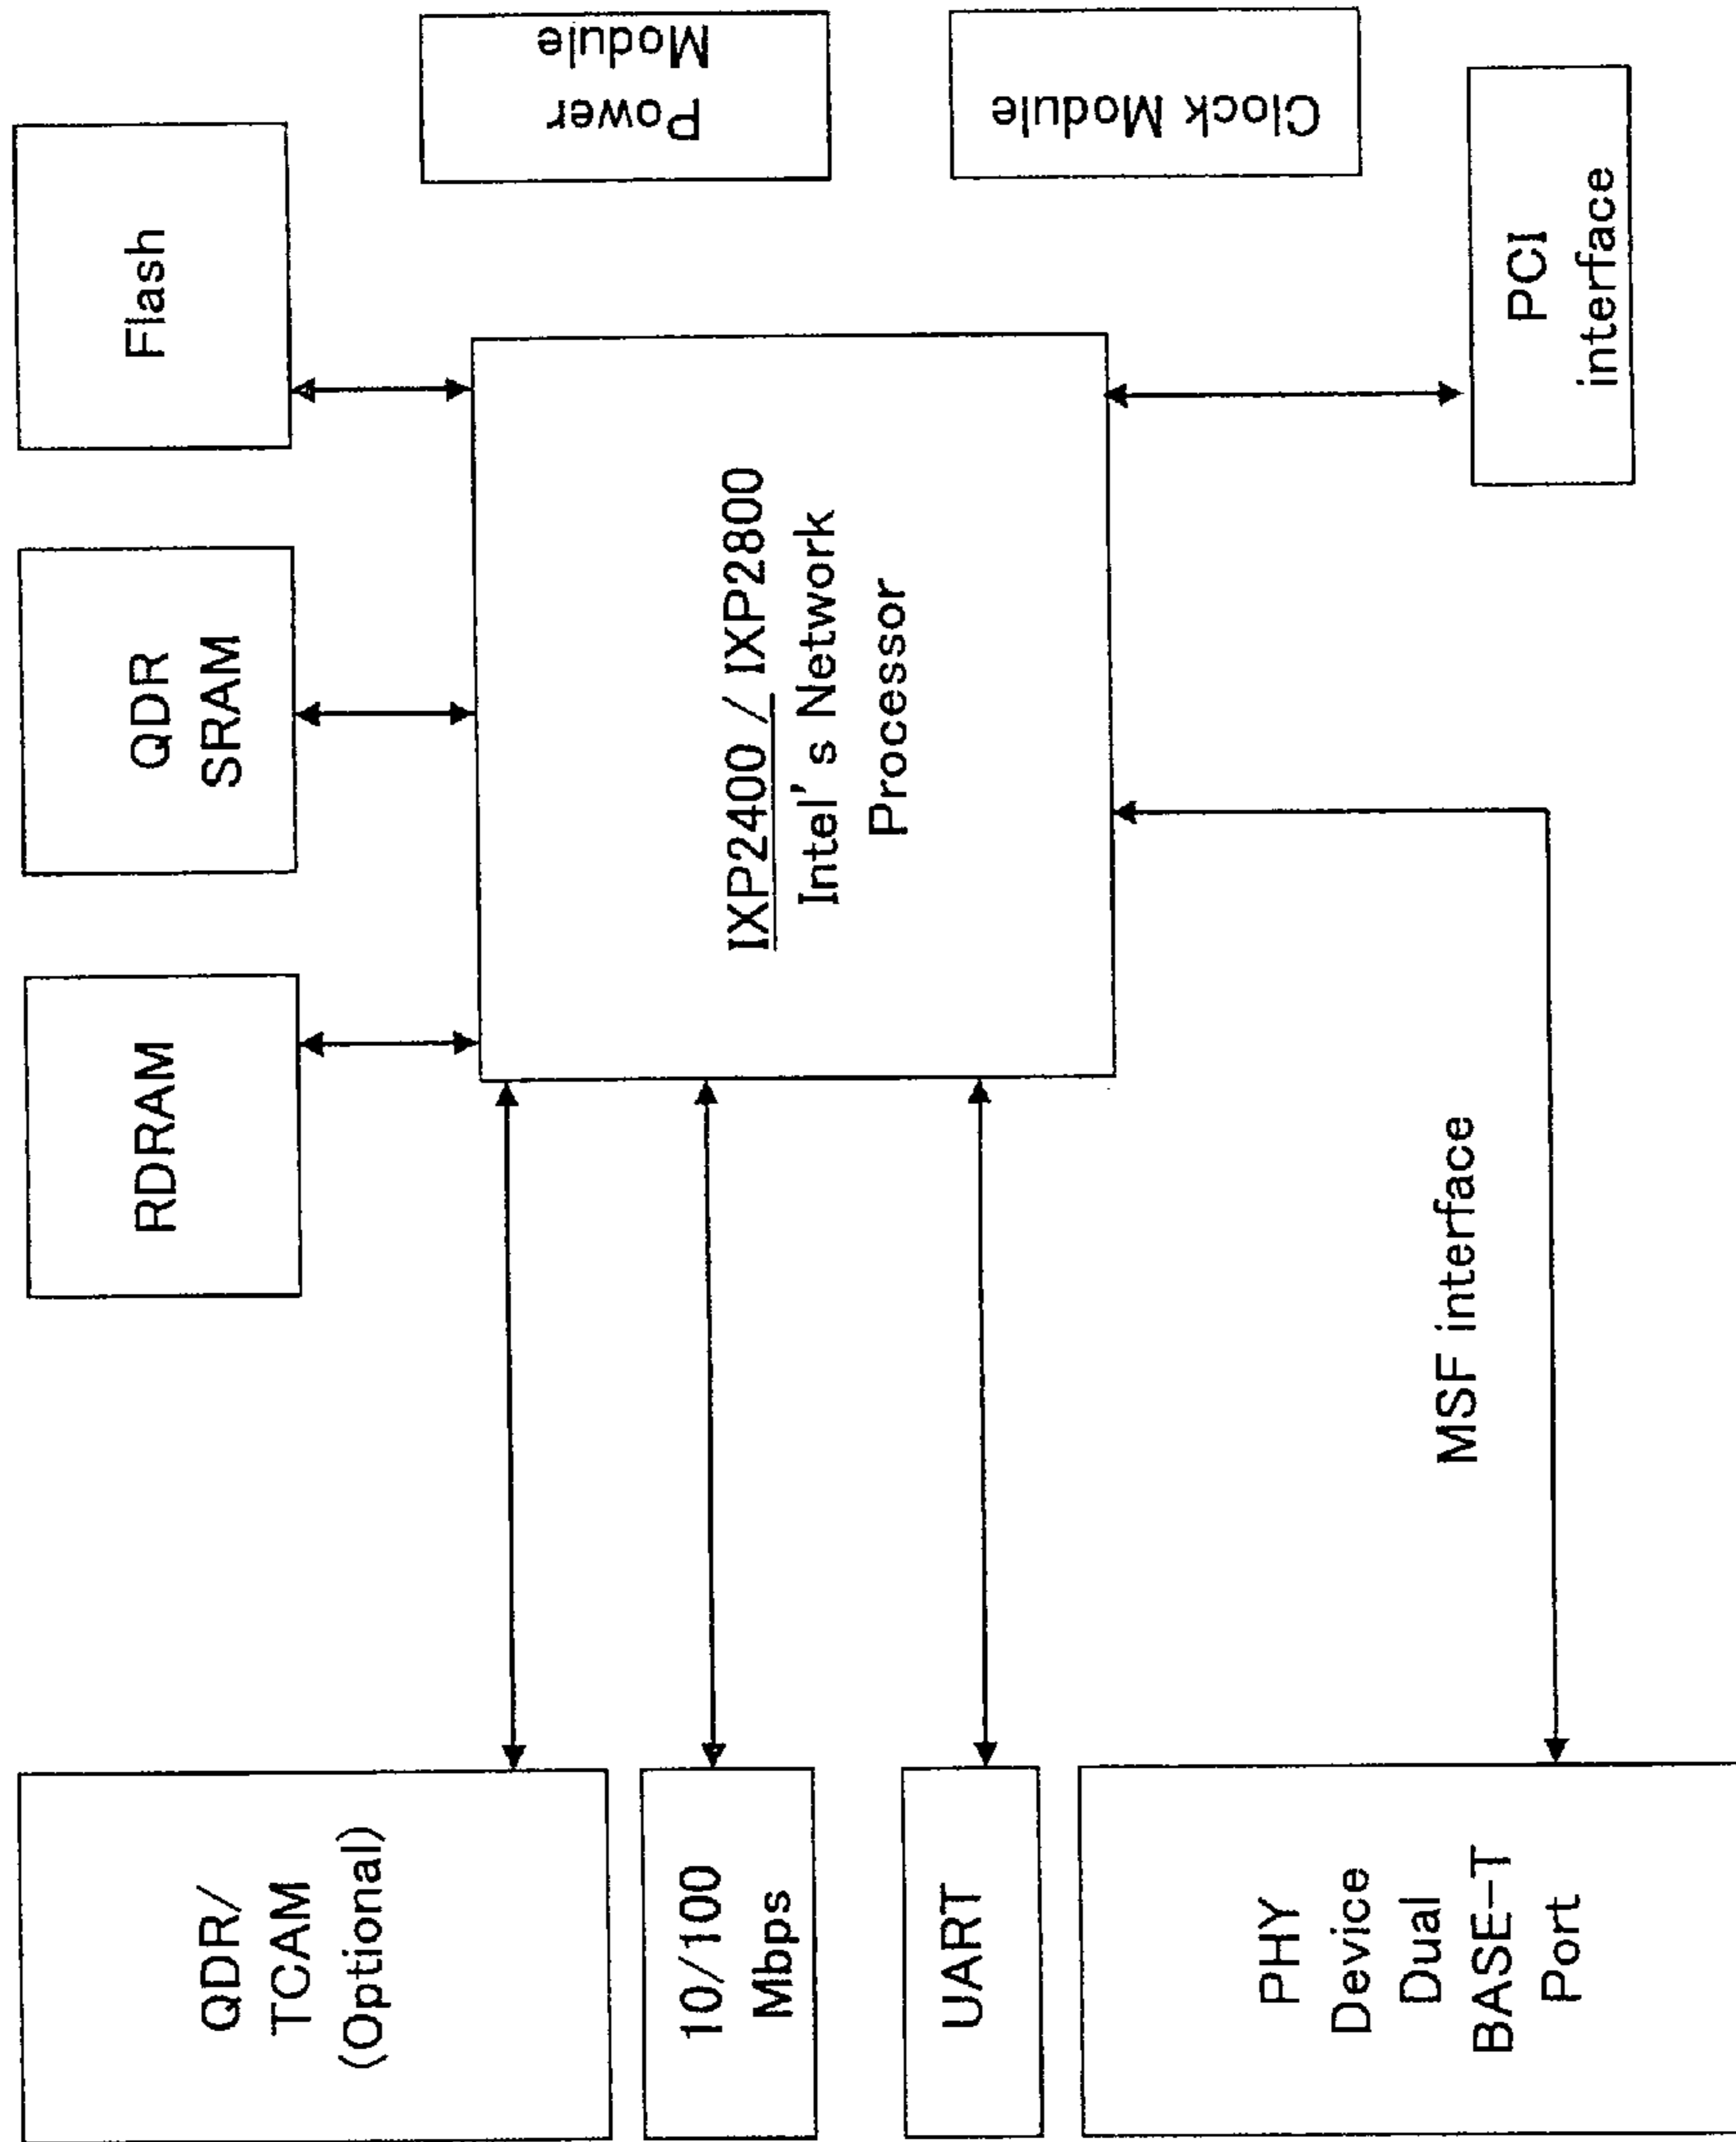 QDR/
TCAM
(Optional)
10/100
Mbps
UART
PHY
Device
Dual
BASE-T
Port
RDRAM
QDR
SRAM
Flash
IXP2400 / IXP2800
Intel's Network
Processor
MSF interface
PCI
interface
Power
Module
Clock Module